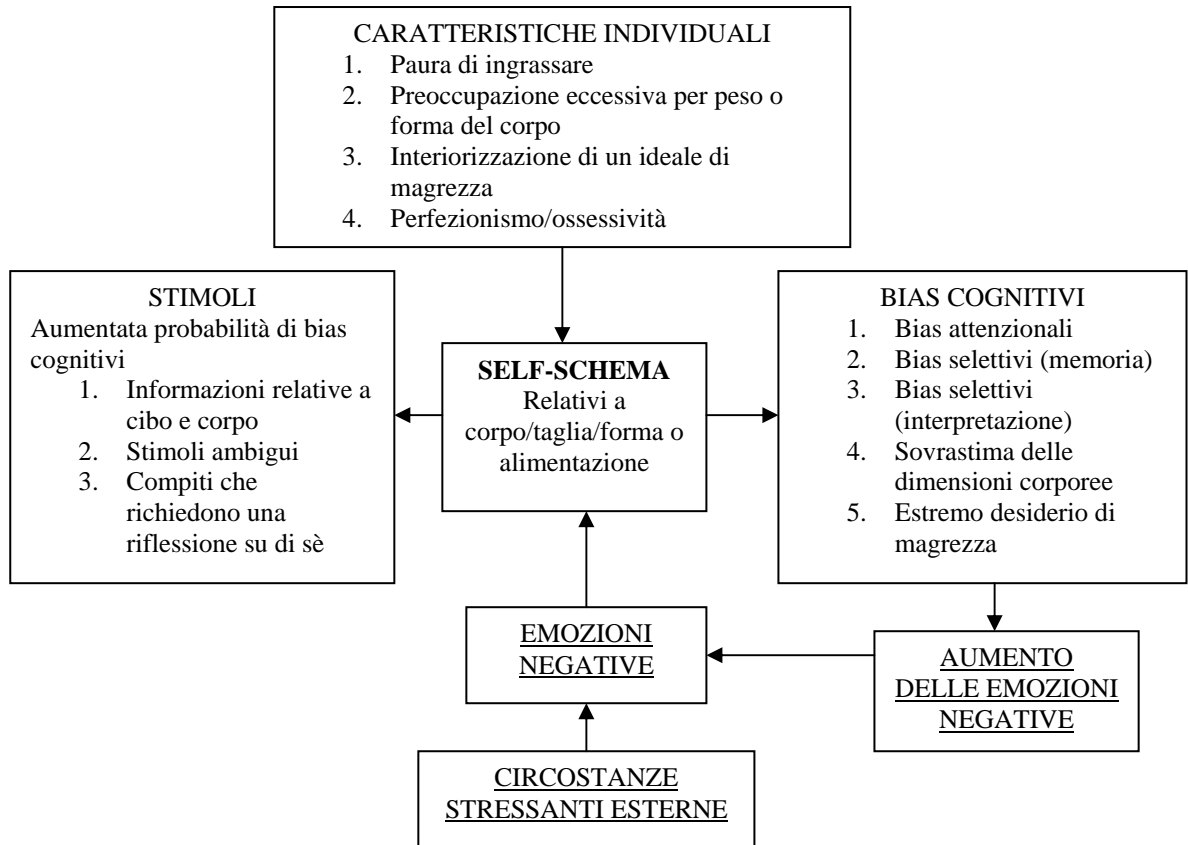 CARATTERISTICHE INDIVIDUALI
1. Paura di ingrassare
2. Preoccupazione eccessiva per peso o
forma del corpo
3. Interiorizzazione di un ideale di
magrezza
4. Perfezionismo/ossessività
STIMOLI
Aumentata probabilità di bias
cognitivi
1. Informazioni relative a
cibo e corpo
2. Stimoli ambigui
3. Compiti che
richiedono una
riflessione su di sè
SELF-SCHEMA
Relativi a
corpo/taglia/forma o
alimentazione
BIAS COGNITIVI
1. Bias attenzionali
2. Bias selettivi (memoria)
3. Bias selettivi
(interpretazione)
4. Sovrastima delle
dimensioni corporee
5. Estremo desiderio di
magrezza
EMOZIONI
NEGATIVE
AUMENTO
DELLE EMOZIONI
NEGATIVE
CIRCOSTANZE
STRESSANTI ESTERNE